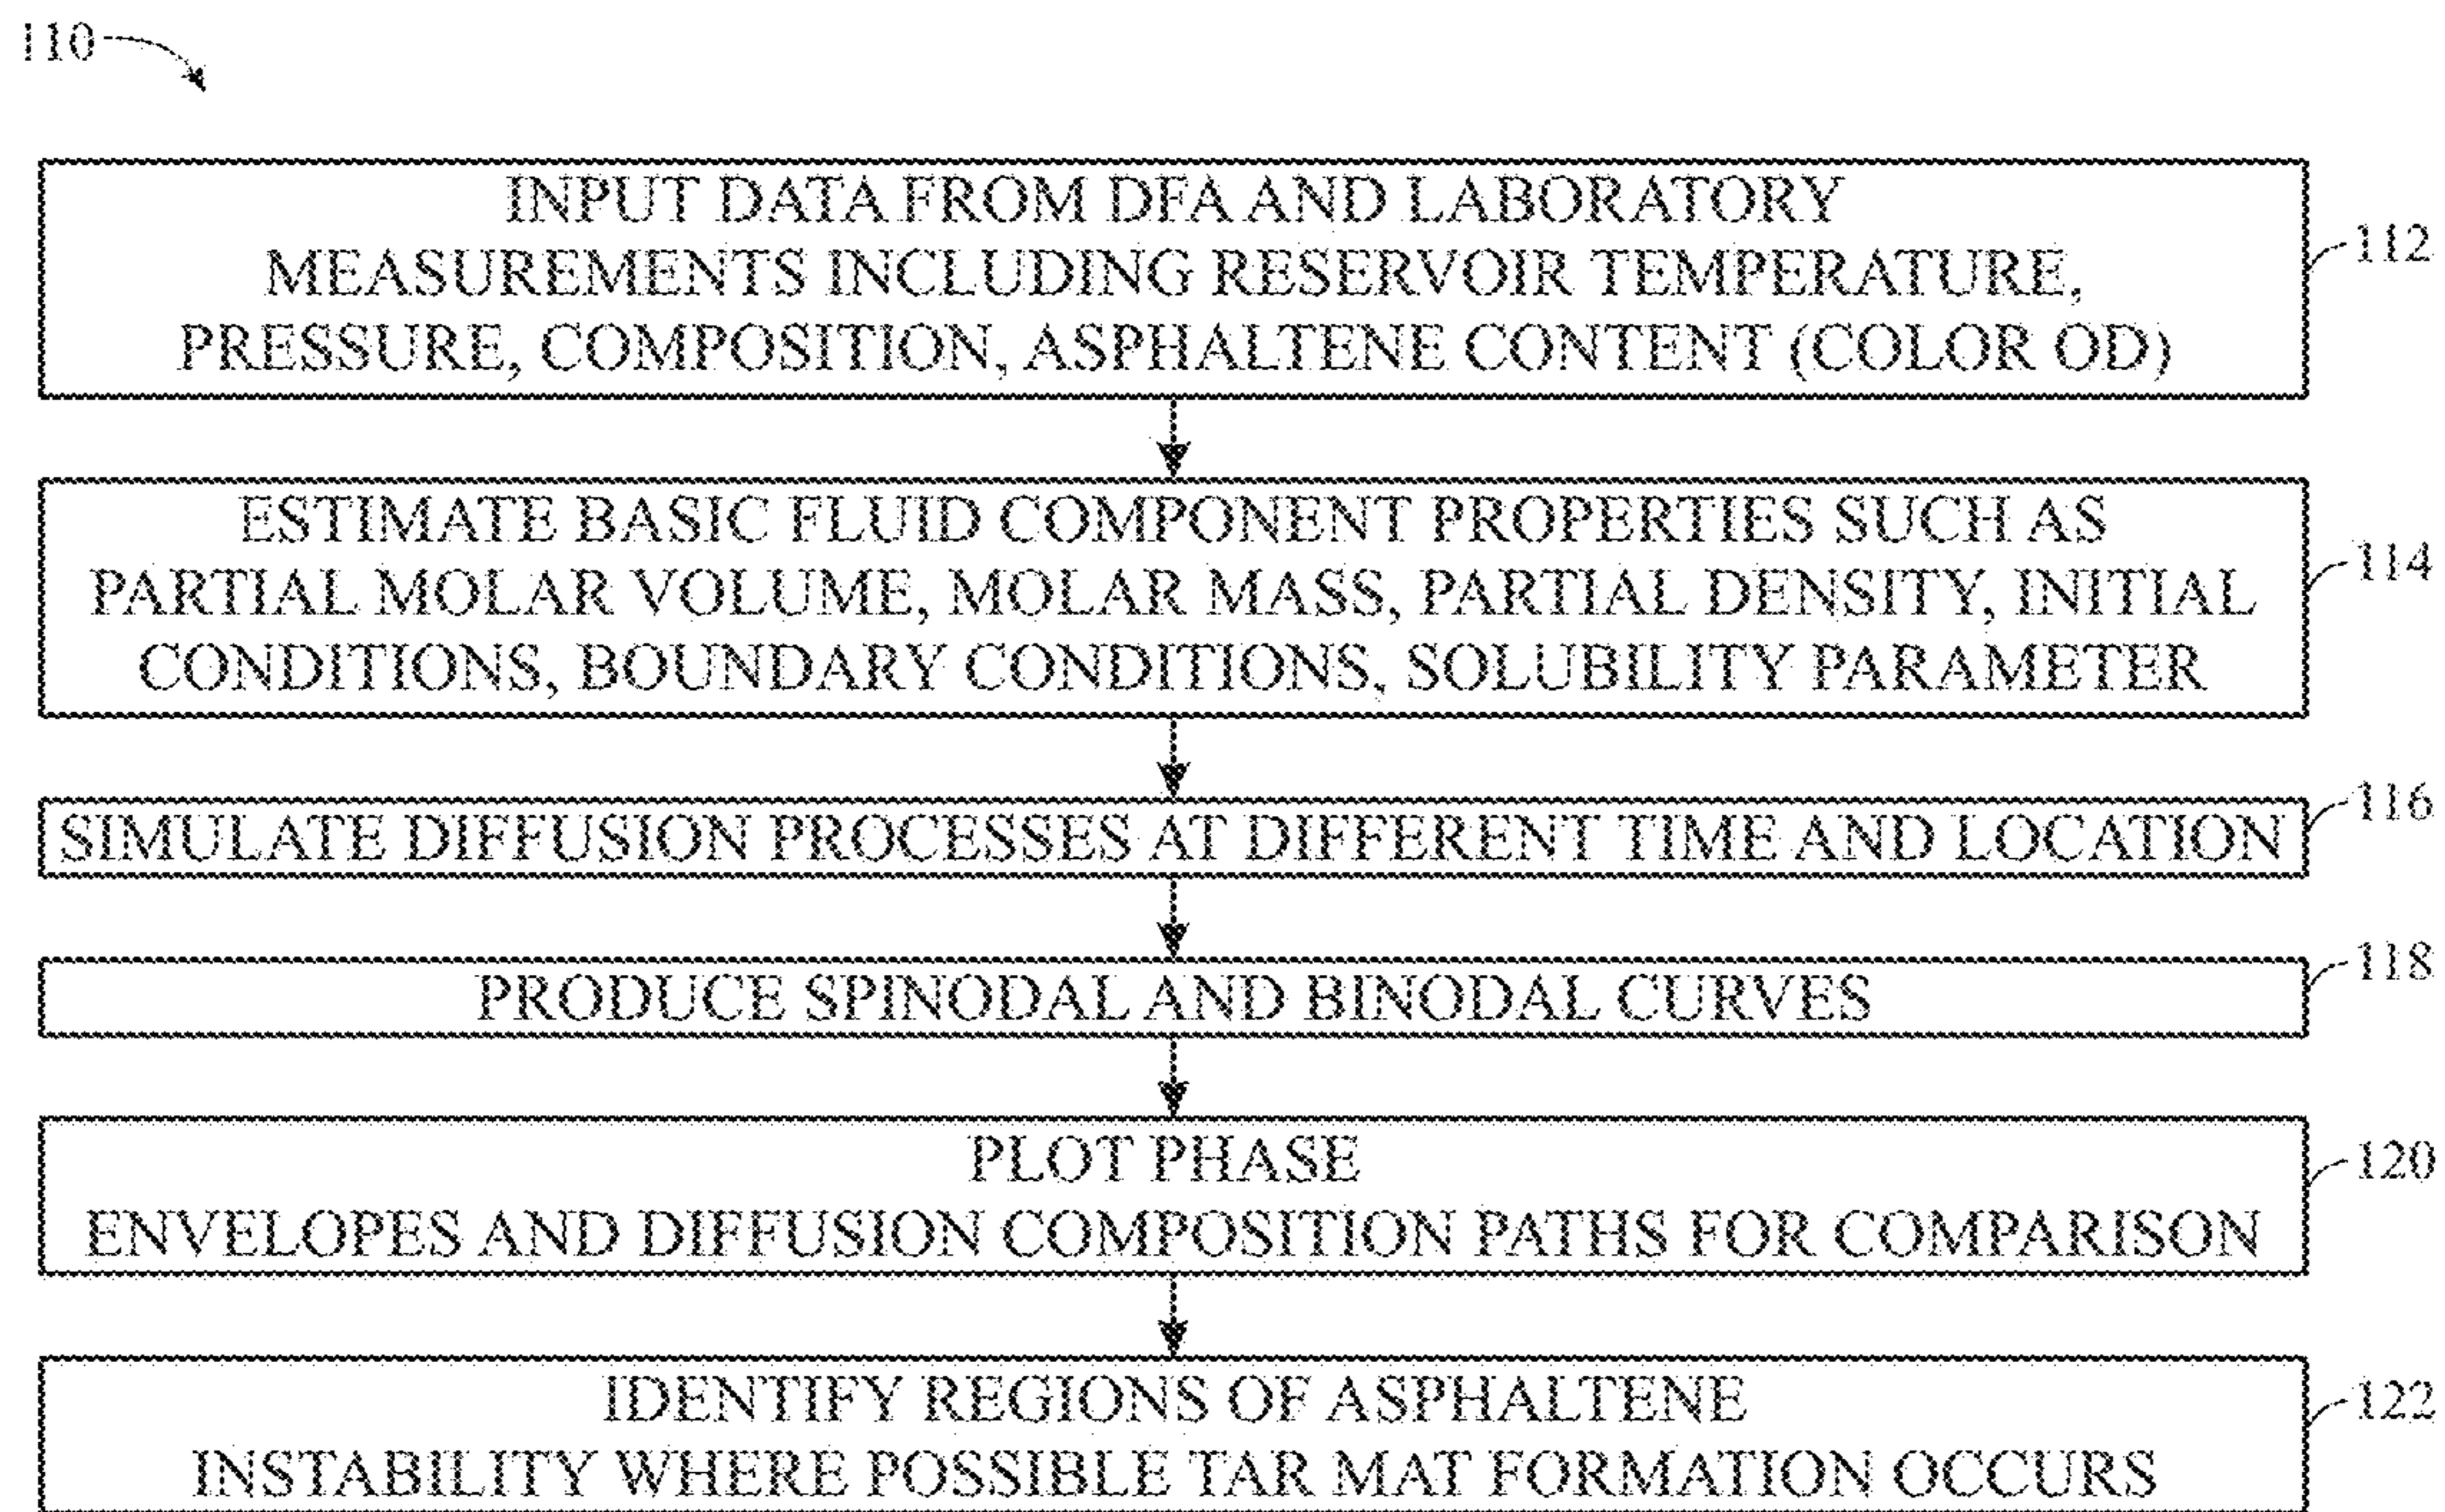 110
INPUT DATA FROM DFA AND LABORATORY
MEASUREMENTS INCLUDING RESERVOIR TEMPERATURE,
PRESSURE, COMPOSITION, ASPHALTENE CONTENT (COLOR OD)
112
ESTIMATE BASIC FLUID COMPONENT PROPERTIES SUCH AS
PARTIAL MOLAR VOLUME, MOLAR MASS, PARTIAL DENSITY, INITIAL
CONDITIONS, BOUNDARY CONDITIONS, SOLUBILITY PARAMETER
114
SIMULATE DIFFUSION PROCESSES AT DIFFERENT TIME AND LOCATION
116
PRODUCE SPINODAL AND BINODAL CURVES
118
PLOT PHASE
ENVELOPES AND DIFFUSION COMPOSITION PATHS FOR COMPARISON
120
IDENTIFY REGIONS OF ASPHALTENE
INSTABILITY WHERE POSSIBLE TAR MAT FORMATION OCCURS
122